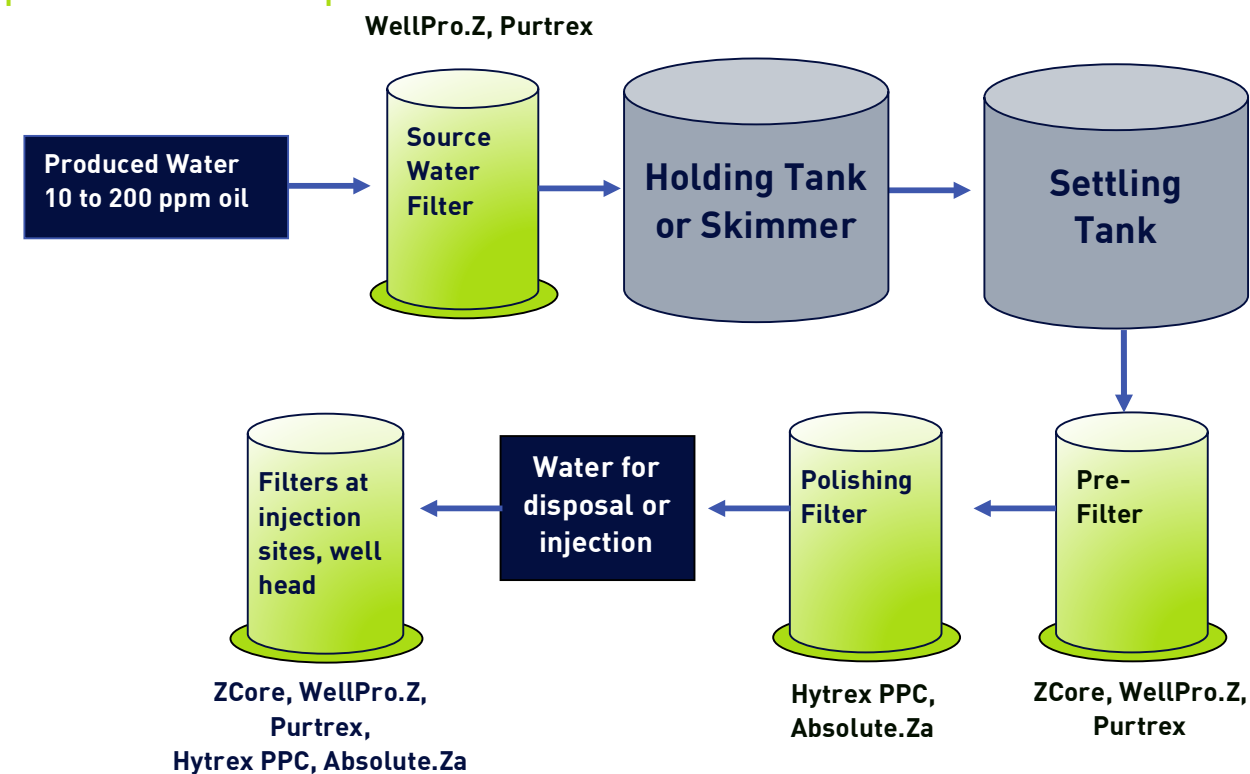 WellPro.Z, Purtrex
Produced Water
10 to 200 ppm oil
Source
Water
Filter
Holding Tank
or Skimmer
Settling
Tank
Pre-
Filter
ZCore, WellPro.Z,
Purtrex
Polishing
Filter
Hytrex PPC,
Absolute.Za
Water for
disposal or
injection
Filters at
injection
sites, well
head
ZCore, WellPro.Z,
Purtrex,
Hytrex PPC, Absolute.Za